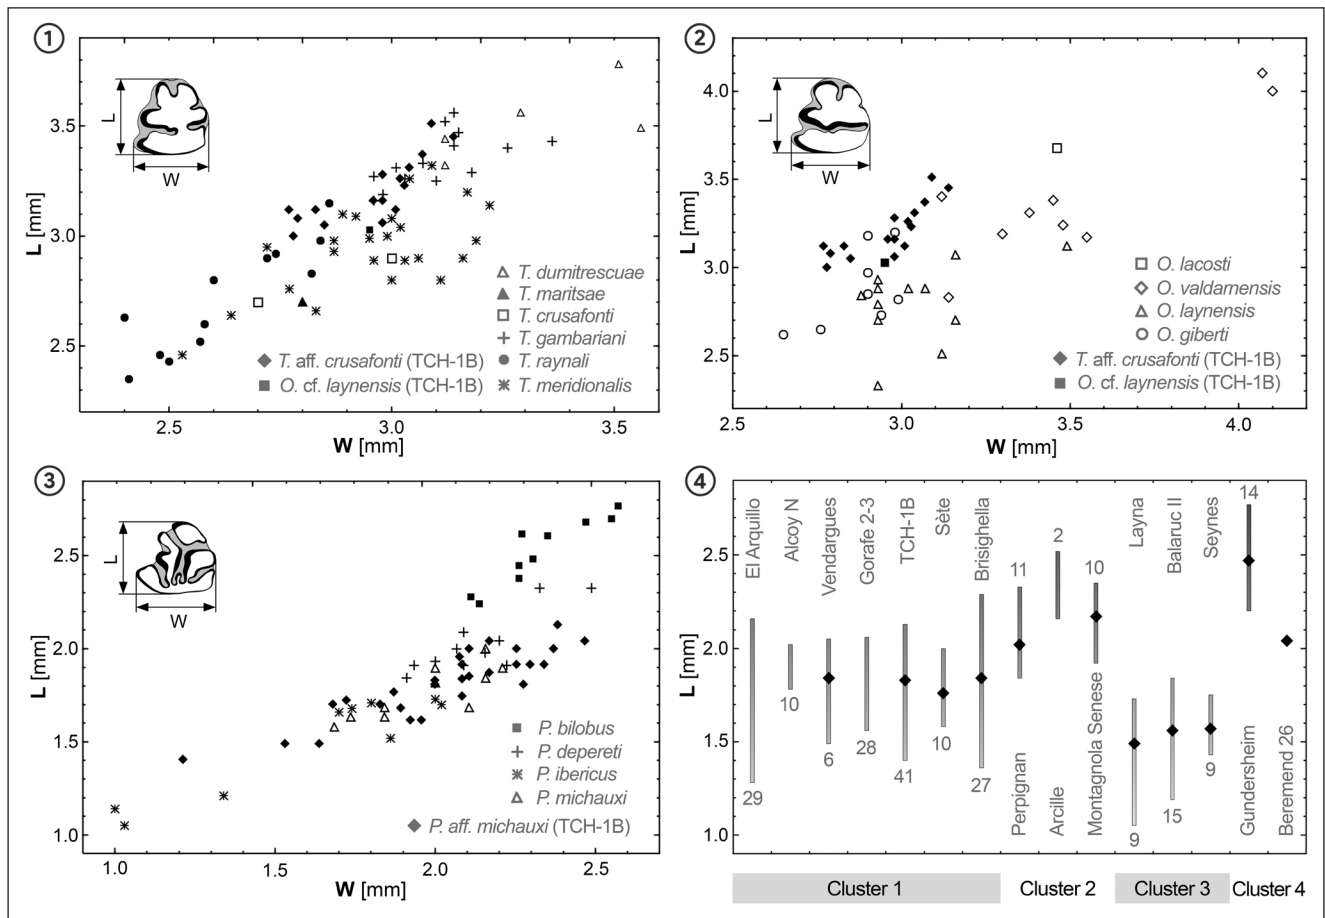 1
L [mm]
3.5
3.0
2.5
L
W
T. dumitrescuae
T. maritsae
T. crusafonti
T. gambariani
T. raynali
T. meridionalis
T. aff. crusafonti (TCH-1B)
O. cf. laynensis (TCH-1B)
2.5 3.0 3.5
W [mm]
2
L [mm]
4.0
3.5
3.0
2.5
L
W
O. lacosti
O. valdarnensis
O. laynensis
O. giberti
T. aff. crusafonti (TCH-1B)
O. cf. laynensis (TCH-1B)
2.5 3.0 3.5 4.0
W [mm]
3
L [mm]
2.5
2.0
1.5
1.0
L
W
P. bilobus
P. depereti
P. ibericus
P. michauxi
P. aff. michauxi (TCH-1B)
1.0 1.5 2.0 2.5
W [mm]
4
L [mm]
2.5
2.0
1.5
1.0
El Arquillo
29
Alcoy N
10
Vendargues
6
Gorafe 2-3
28
TCH-1B
41
Sète
10
Brisighella
27
11
Perpignan
2
Arcille
10
Montagnola Senese
Layna
9
Balaruc II
15
Seynes
9
14
Gundersheim
Beremend 26
Cluster 1 Cluster 2 Cluster 3 Cluster 4